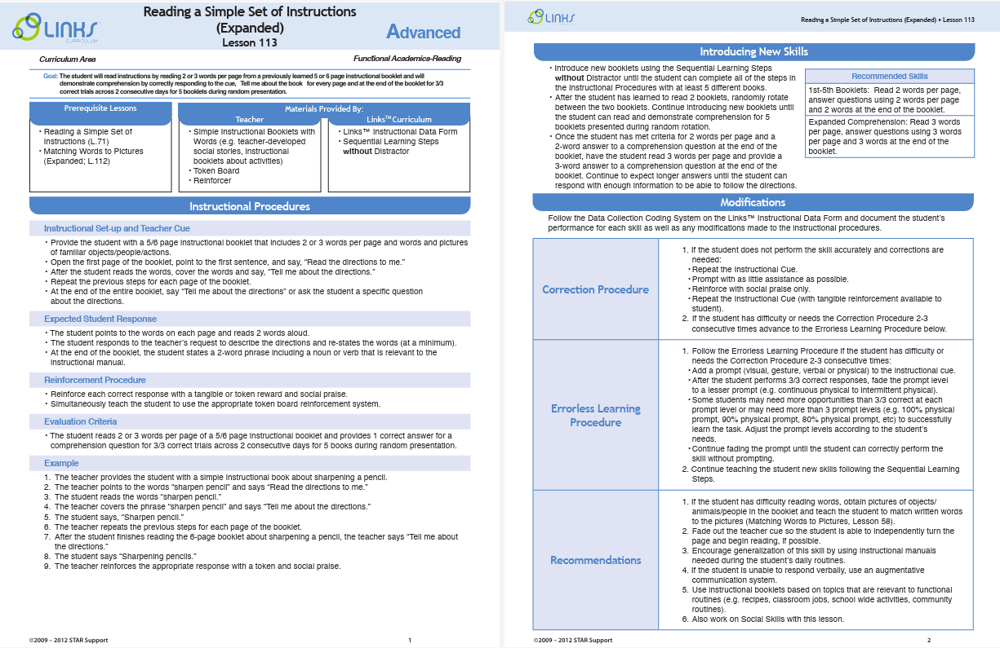 LINKS
CURRICULUM
Reading a Simple Set of Instructions
(Expanded)
Lesson 113
Advanced
Curriculum Area
Functional Academics-Reading
Goal: The student will read instructions by reading 2 or 3 words per page from a previously learned 5 or 6 page instructional booklet and will
demonstrate comprehension by correctly responding to the cue, Tell me about the book for every page and at the end of the booklet for 3/3
correct trials across 2 consecutive days for 5 booklets during random presentation.
Prerequisite Lessons
• Reading a Simple Set of
Instructions (L.71)
• Matching Words to Pictures
(Expanded; L.112)
Materials Provided By:
Teacher
• Simple Instructional Booklets with
Words (e.g. teacher-developed
social stories, instructional
booklets about activities)
• Token Board
• Reinforcer
Links™ Curriculum
• Links™ Instructional Data Form
• Sequential Learning Steps
without Distractor
Instructional Procedures
Instructional Set-up and Teacher Cue
• Provide the student with a 5/6 page instructional booklet that includes 2 or 3 words per page and words and pictures
of familiar objects/people/actions.
• Open the first page of the booklet, point to the first sentence, and say, “Read the directions to me.”
• After the student reads the words, cover the words and say, “Tell me about the directions.”
• Repeat the previous steps for each page of the booklet.
• At the end of the entire booklet, say “Tell me about the directions” or ask the student a specific question
about the directions.
Expected Student Response
• The student points to the words on each page and reads 2 words aloud.
• The student responds to the teacher’s request to describe the directions and re-states the words (at a minimum).
• At the end of the booklet, the student states a 2-word phrase including a noun or verb that is relevant to the
instructional manual.
Reinforcement Procedure
• Reinforce each correct response with a tangible or token reward and social praise.
• Simultaneously teach the student to use the appropriate token board reinforcement system.
Evaluation Criteria
• The student reads 2 or 3 words per page of a 5/6 page instructional booklet and provides 1 correct answer for a
comprehension question for 3/3 correct trials across 2 consecutive days for 5 books during random presentation.
Example
1. The teacher provides the student with a simple instructional book about sharpening a pencil.
2. The teacher points to the words “sharpen pencil” and says “Read the directions to me.”
3. The student reads the words “sharpen pencil.”
4. The teacher covers the phrase “sharpen pencil” and says “Tell me about the directions.”
5. The student says, “Sharpen pencil.”
6. The teacher repeats the previous steps for each page of the booklet.
7. After the student finishes reading the 6-page booklet about sharpening a pencil, the teacher says “Tell me about
the directions.”
8. The student says “Sharpening pencils.”
9. The teacher reinforces the appropriate response with a token and social praise.
©2009 – 2012 STAR Support
1
LINKS
CURRICULUM
Reading a Simple Set of Instructions (Expanded) • Lesson 113
Introducing New Skills
• Introduce new booklets using the Sequential Learning Steps
without Distractor until the student can complete all of the steps in
the Instructional Procedures with at least 5 different books.
• After the student has learned to read 2 booklets, randomly rotate
between the two booklets. Continue introducing new booklets until
the student can read and demonstrate comprehension for 5
booklets presented during random rotation.
• Once the student has met criteria for 2 words per page and a
2-word answer to a comprehension question at the end of the
booklet, have the student read 3 words per page and provide a
3-word answer to a comprehension question at the end of the
booklet. Continue to expect longer answers until the student can
respond with enough information to be able to follow the directions.
Recommended Skills
1st-5th Booklets: Read 2 words per page,
answer questions using 2 words per page
and 2 words at the end of the booklet.
Expanded Comprehension: Read 3 words
per page, answer questions using 3 words
per page and 3 words at the end of the
booklet.
Modifications
Follow the Data Collection Coding System on the Links™ Instructional Data Form and document the student’s
performance for each skill as well as any modifications made to the instructional procedures.
Correction Procedure
1. If the student does not perform the skill accurately and corrections are
needed:
• Repeat the Instructional Cue.
• Prompt with as little assistance as possible.
• Reinforce with social praise only.
• Repeat the Instructional Cue (with tangible reinforcement available to
student).
2. If the student has difficulty or needs the Correction Procedure 2-3
consecutive times advance to the Errorless Learning Procedure below.
Errorless Learning
Procedure
1. Follow the Errorless Learning Procedure if the student has difficulty or
needs the Correction Procedure 2-3 consecutive times:
• Add a prompt (visual, gesture, verbal or physical) to the instructional cue.
• After the student performs 3/3 correct responses, fade the prompt level
to a lesser prompt (e.g. continuous physical to intermittent physical).
• Some students may need more opportunities than 3/3 correct at each
prompt level or may need more than 3 prompt levels (e.g. 100% physical
prompt, 90% physical prompt, 80% physical prompt, etc) to successfully
learn the task. Adjust the prompt levels according to the student’s
needs.
• Continue fading the prompt until the student can correctly perform the
skill without prompting.
2. Continue teaching the student new skills following the Sequential Learning
Steps.
Recommendations
1. If the student has difficulty reading words, obtain pictures of objects/
animals/people in the booklet and teach the student to match written words
to the pictures (Matching Words to Pictures, Lesson 58).
2. Fade out the teacher cue so the student is able to independently turn the
page and begin reading, if possible.
3. Encourage generalization of this skill by using instructional manuals
needed during the student’s daily routines.
4. If the student is unable to respond verbally, use an augmentative
communication system.
5. Use instructional booklets based on topics that are relevant to functional
routines (e.g. recipes, classroom jobs, school wide activities, community
routines).
6. Also work on Social Skills with this lesson.
©2009 – 2012 STAR Support
2